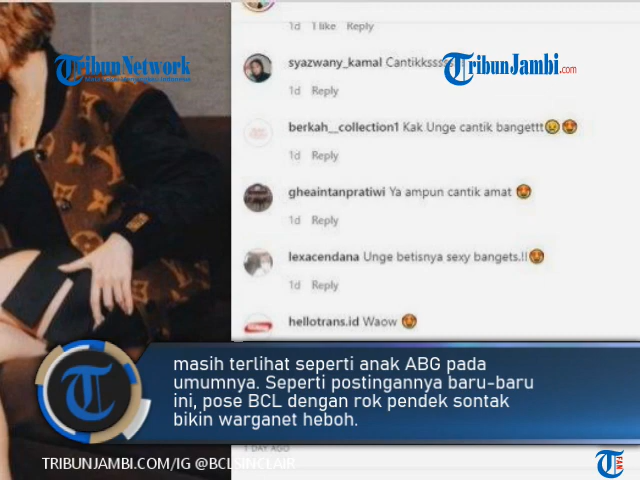 1d 1 like Reply
TribunNetwork
TribunJambi.com
syazwany_kamal Cantikkssssss
1d Reply
berkah__collection1 Kak Unge cantik bangettt😢😍
1d Reply
gheaintanpratiwi Ya ampun cantik amat 😍
1d Reply
lexacendana Unge betisnya sexy bangets.!!😍
1d Reply
hellotrans.id Waow 😍
masih terlihat seperti anak ABG pada
umumnya. Seperti postingannya baru-baru
ini, pose BCL dengan rok pendek sontak
bikin warganet heboh.
1 DAY AGO
TRIBUNJAMBI.COM/IG @BCLSINCLAIR
T FAN